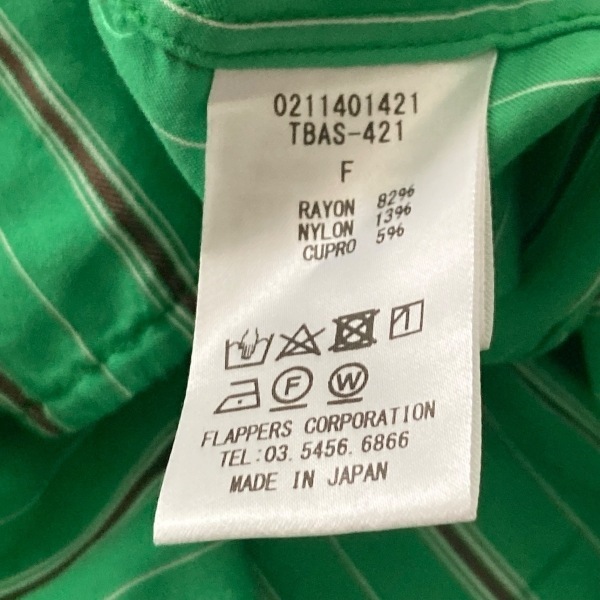 0211401421
TBAS-421
F
RAYON 82%
NYLON 13%
CUPRO 5%
F W
FLAPPERS CORPORATION
TEL:03.5456.6866
MADE IN JAPAN